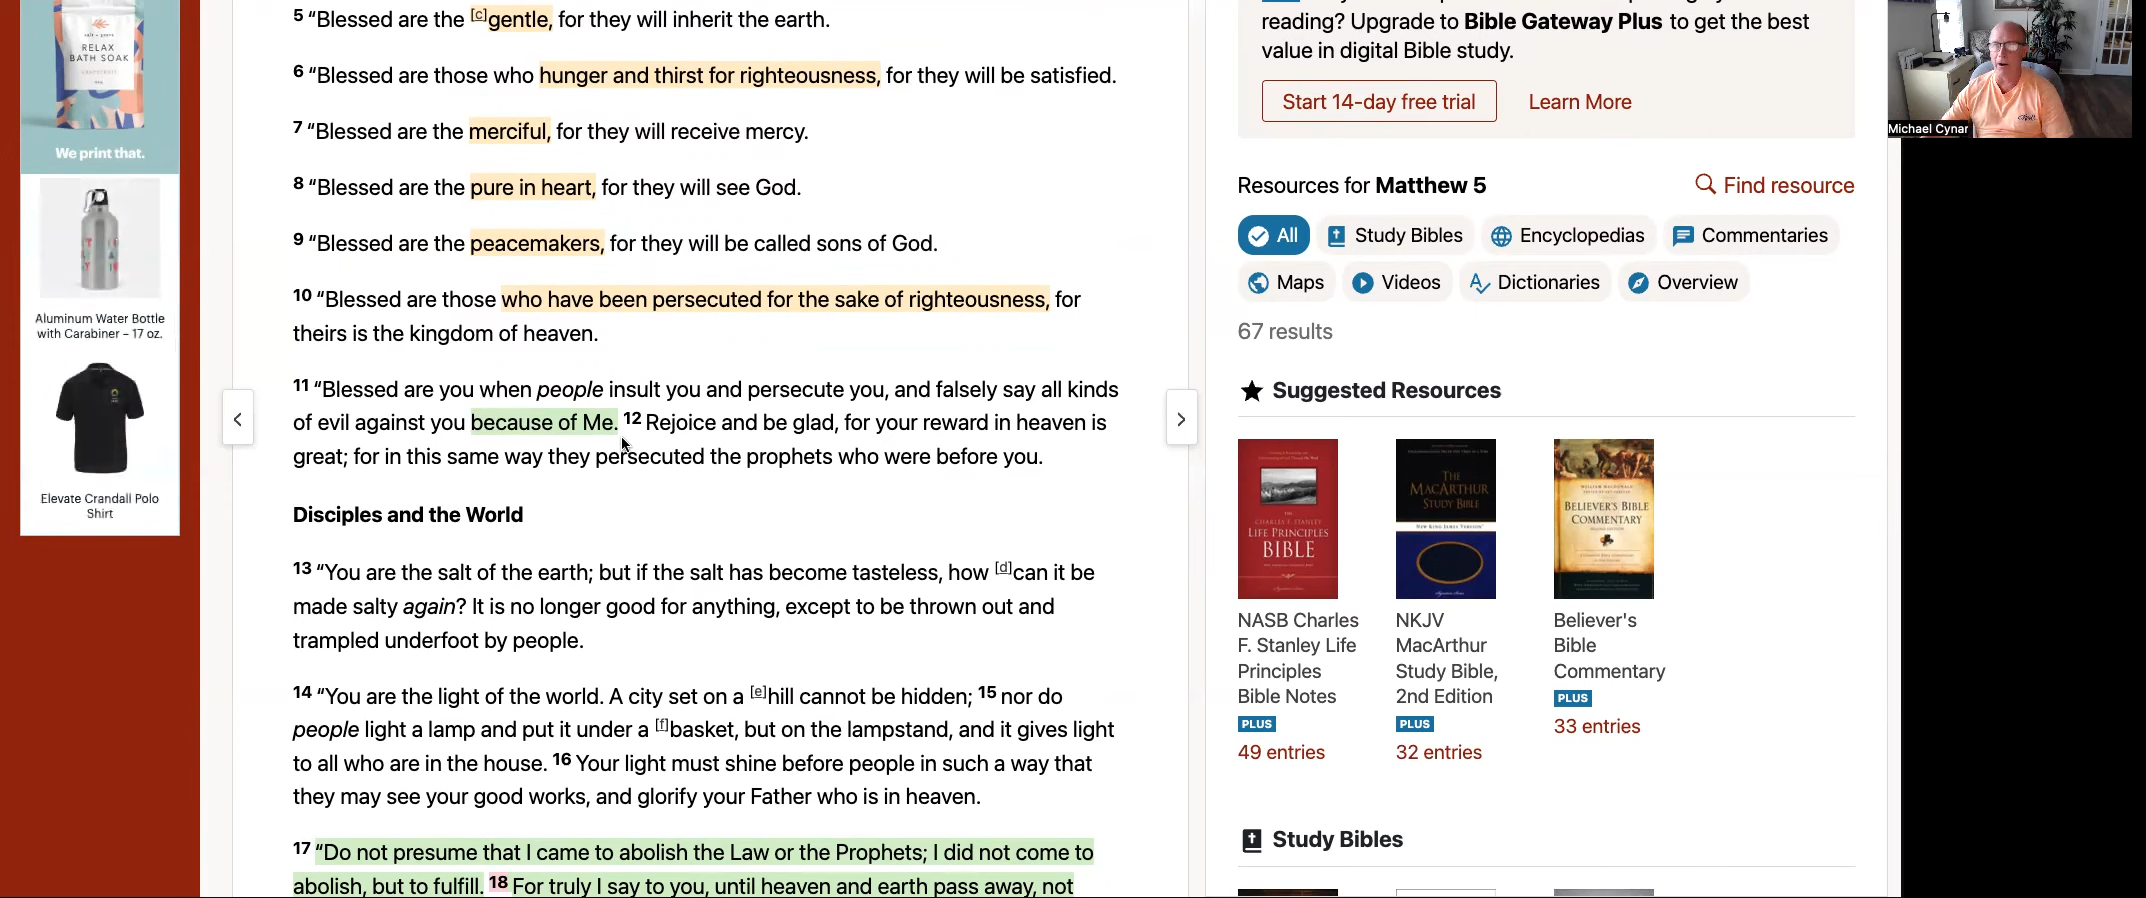 RELAX
BATH SOAK
We print that.
Aluminum Water Bottle
with Carabiner – 17 oz.
Elevate Crandall Polo
Shirt
5 “Blessed are the [c]gentle, for they will inherit the earth.
6 “Blessed are those who hunger and thirst for righteousness, for they will be satisfied.
7 “Blessed are the merciful, for they will receive mercy.
8 “Blessed are the pure in heart, for they will see God.
9 “Blessed are the peacemakers, for they will be called sons of God.
10 “Blessed are those who have been persecuted for the sake of righteousness, for
theirs is the kingdom of heaven.
11 “Blessed are you when people insult you and persecute you, and falsely say all kinds
of evil against you because of Me. 12 Rejoice and be glad, for your reward in heaven is
great; for in this same way they persecuted the prophets who were before you.
Disciples and the World
13 “You are the salt of the earth; but if the salt has become tasteless, how [d]can it be
made salty again? It is no longer good for anything, except to be thrown out and
trampled underfoot by people.
14 “You are the light of the world. A city set on a [e]hill cannot be hidden; 15 nor do
people light a lamp and put it under a [f]basket, but on the lampstand, and it gives light
to all who are in the house. 16 Your light must shine before people in such a way that
they may see your good works, and glorify your Father who is in heaven.
17 “Do not presume that I came to abolish the Law or the Prophets; I did not come to
abolish, but to fulfill. 18 For truly I say to you, until heaven and earth pass away, not
reading? Upgrade to Bible Gateway Plus to get the best
value in digital Bible study.
Start 14-day free trial
Learn More
Resources for Matthew 5
Find resource
All
Study Bibles
Encyclopedias
Commentaries
Maps
Videos
Dictionaries
Overview
67 results
Suggested Resources
THE
CHARLES F. STANLEY
LIFE PRINCIPLES
BIBLE
THE
MACARTHUR
STUDY BIBLE
NEW KING JAMES VERSION
WILLIAM MACDONALD
BELIEVER'S BIBLE
COMMENTARY
NASB Charles
F. Stanley Life
Principles
Bible Notes
PLUS
49 entries
NKJV
MacArthur
Study Bible,
2nd Edition
PLUS
32 entries
Believer's
Bible
Commentary
PLUS
33 entries
Study Bibles
Michael Cynar